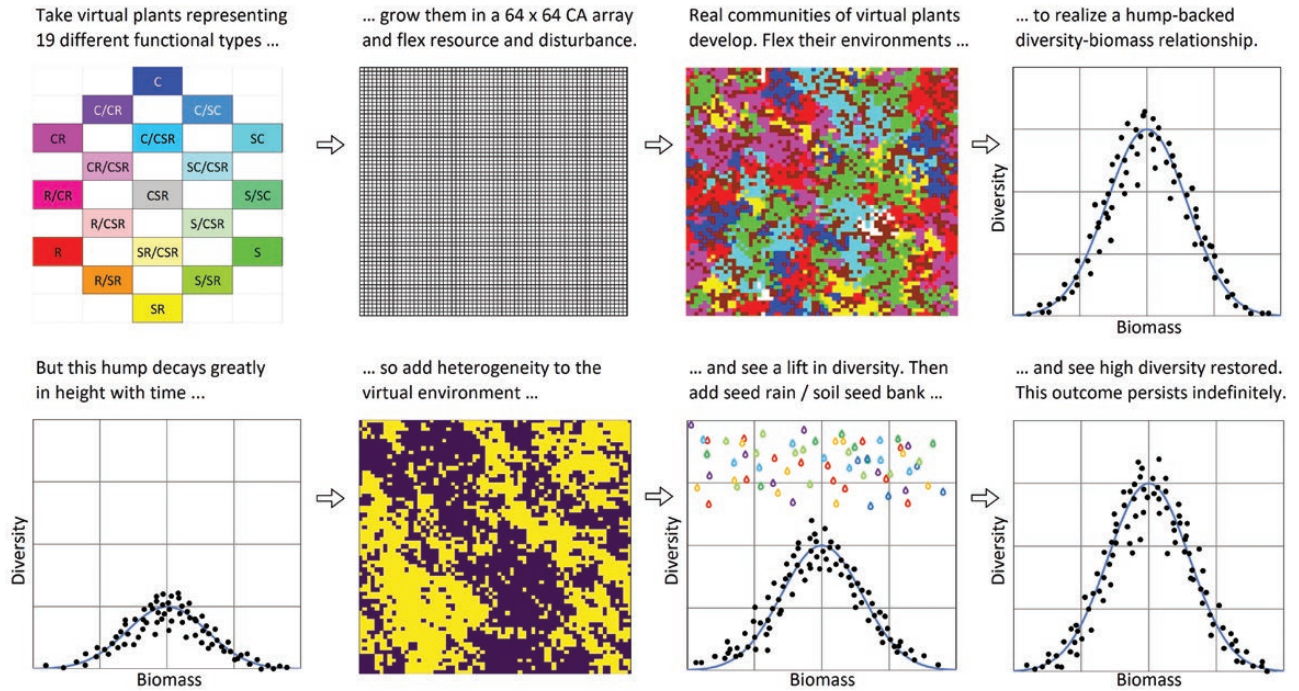 Take virtual plants representing
19 different functional types ...
... grow them in a 64 x 64 CA array
and flex resource and disturbance.
Real communities of virtual plants
develop. Flex their environments ...
... to realize a hump-backed
diversity-biomass relationship.
C
C/CR
C/SC
CR
C/CSR
SC
CR/CSR
SC/CSR
R/CR
CSR
S/SC
R/CSR
S/CSR
R
SR/CSR
S
R/SR
S/SR
SR
Diversity
Biomass
But this hump decays greatly
in height with time ...
... so add heterogeneity to the
virtual environment ...
... and see a lift in diversity. Then
add seed rain / soil seed bank ...
... and see high diversity restored.
This outcome persists indefinitely.
Diversity
Biomass
Diversity
Biomass
Diversity
Biomass